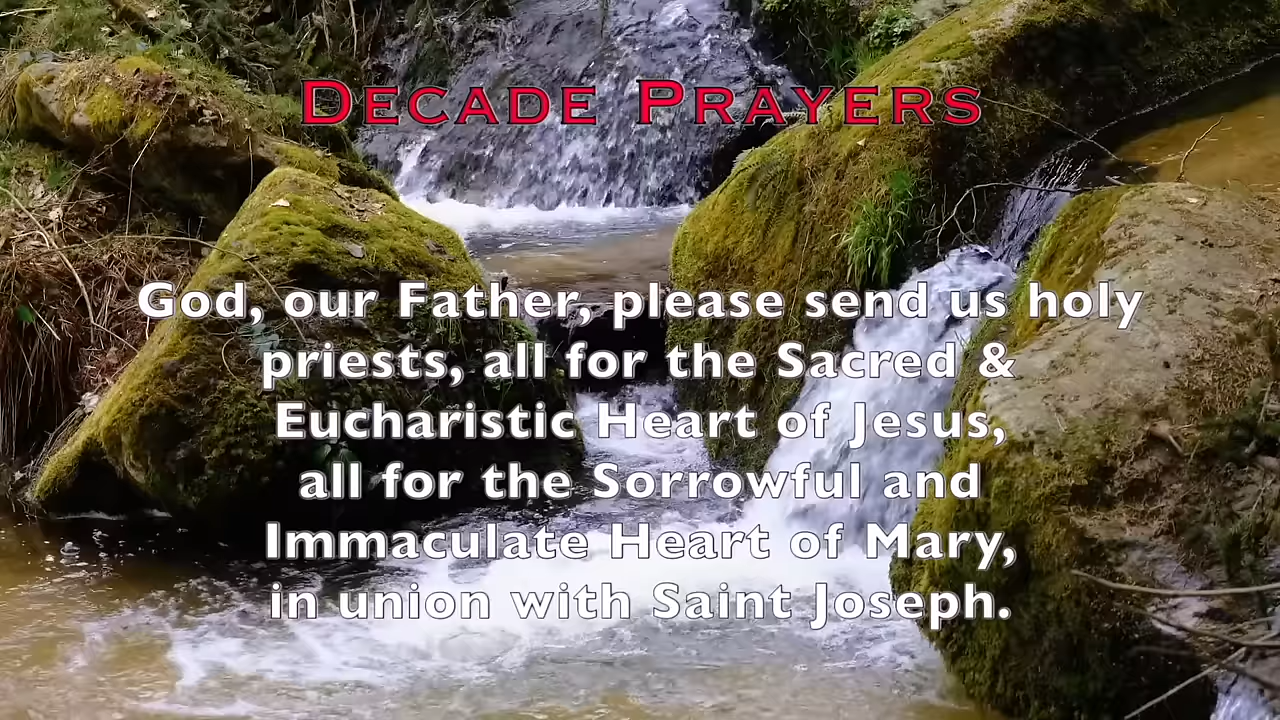 Decade Prayers
God, our Father, please send us holy
priests, all for the Sacred &
Eucharistic Heart of Jesus,
all for the Sorrowful and
Immaculate Heart of Mary,
in union with Saint Joseph.